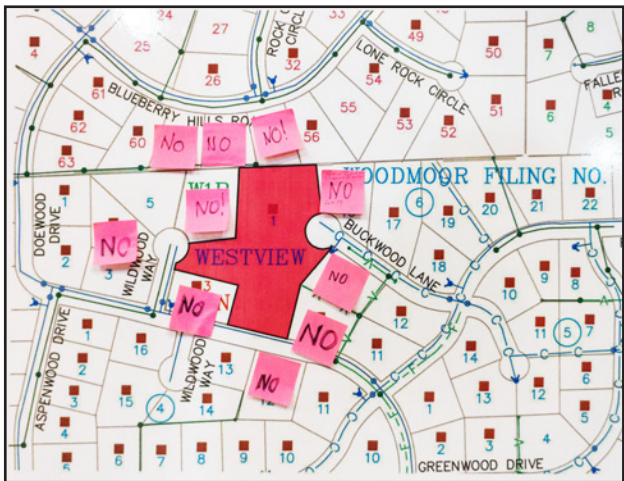 24
27
ROCK
CIRCLE
33
49
8
4
25
32
50
7
26
54
LONE ROCK CIRCLE
FALLE
61
BLUEBERRY HILLS RO
55
51
4
62
56
53
6
60
NO
NO
NO!
52
5
63
WOODMOOR FILING NO.
1
5
NO!
1
NO
6
20
21
22
DOEWOOD DRIVE
17
19
NO
3
WILDWOOD WAY
WESTVIEW
BUCKWOOD LANE
18
2
3
N
NO
10
9
8
NO
ASPENWOOD DRIVE
1
16
NO
12
11
5
7
2
WILDWOOD WAY
13
11
14
3
15
NO
12
6
4
14
11
1
13
5
4
3
4
5
6
7
8
9
10
10
2
GREENWOOD DRIVE